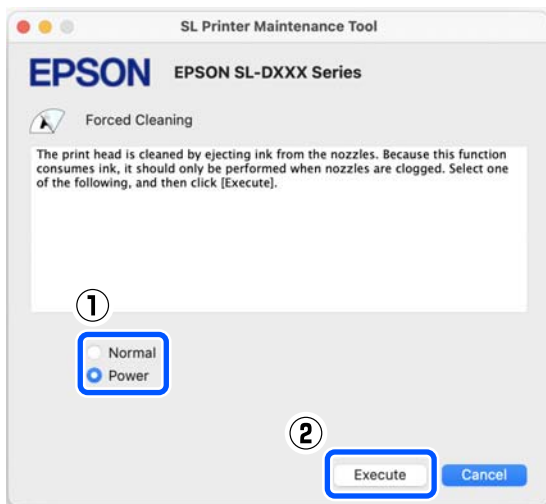 SL Printer Maintenance Tool
EPSON EPSON SL-DXXX Series
Forced Cleaning
The print head is cleaned by ejecting ink from the nozzles. Because this function
consumes ink, it should only be performed when nozzles are clogged. Select one
of the following, and then click [Execute].
①
Normal
Power
②
Execute Cancel